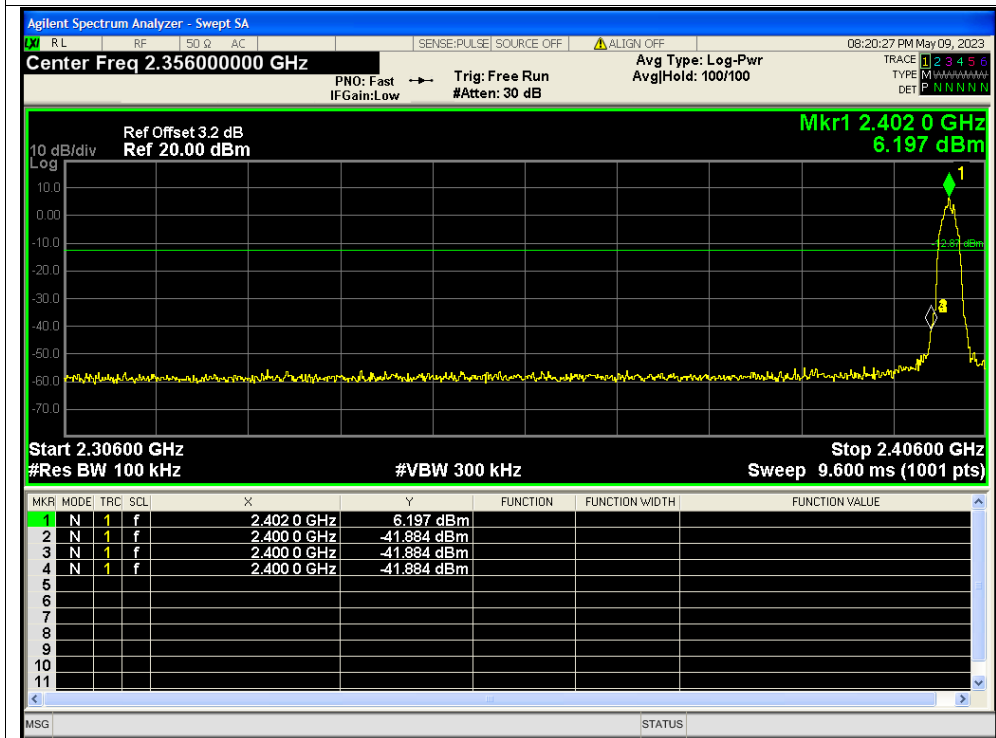 Agilent Spectrum Analyzer - Swept SA
LXI RL RF 50 Ω AC SENSE:PULSE SOURCE OFF ⚠ALIGN OFF 08:20:27 PM May 09, 2023
Center Freq 2.356000000 GHz Avg Type: Log-Pwr TRACE 1 2 3 4 5 6
PNO: Fast Trig: Free Run Avg|Hold: 100/100 TYPE M
IFGain:Low #Atten: 30 dB DET P N N N N N
Mkr1 2.402 0 GHz
Ref Offset 3.2 dB
10 dB/div Ref 20.00 dBm 6.197 dBm
Log
1
10.0
0.00
-10.0
-12.87 dBm
-20.0
-30.0
-40.0
-50.0
-60.0
-70.0
Start 2.30600 GHz Stop 2.40600 GHz
#Res BW 100 kHz #VBW 300 kHz Sweep 9.600 ms (1001 pts)
MKR MODE TRC SCL X Y FUNCTION FUNCTION WIDTH FUNCTION VALUE
1 N 1 f 2.402 0 GHz 6.197 dBm
2 N 1 f 2.400 0 GHz -41.884 dBm
3 N 1 f 2.400 0 GHz -41.884 dBm
4 N 1 f 2.400 0 GHz -41.884 dBm
5
6
7
8
9
10
11
MSG STATUS